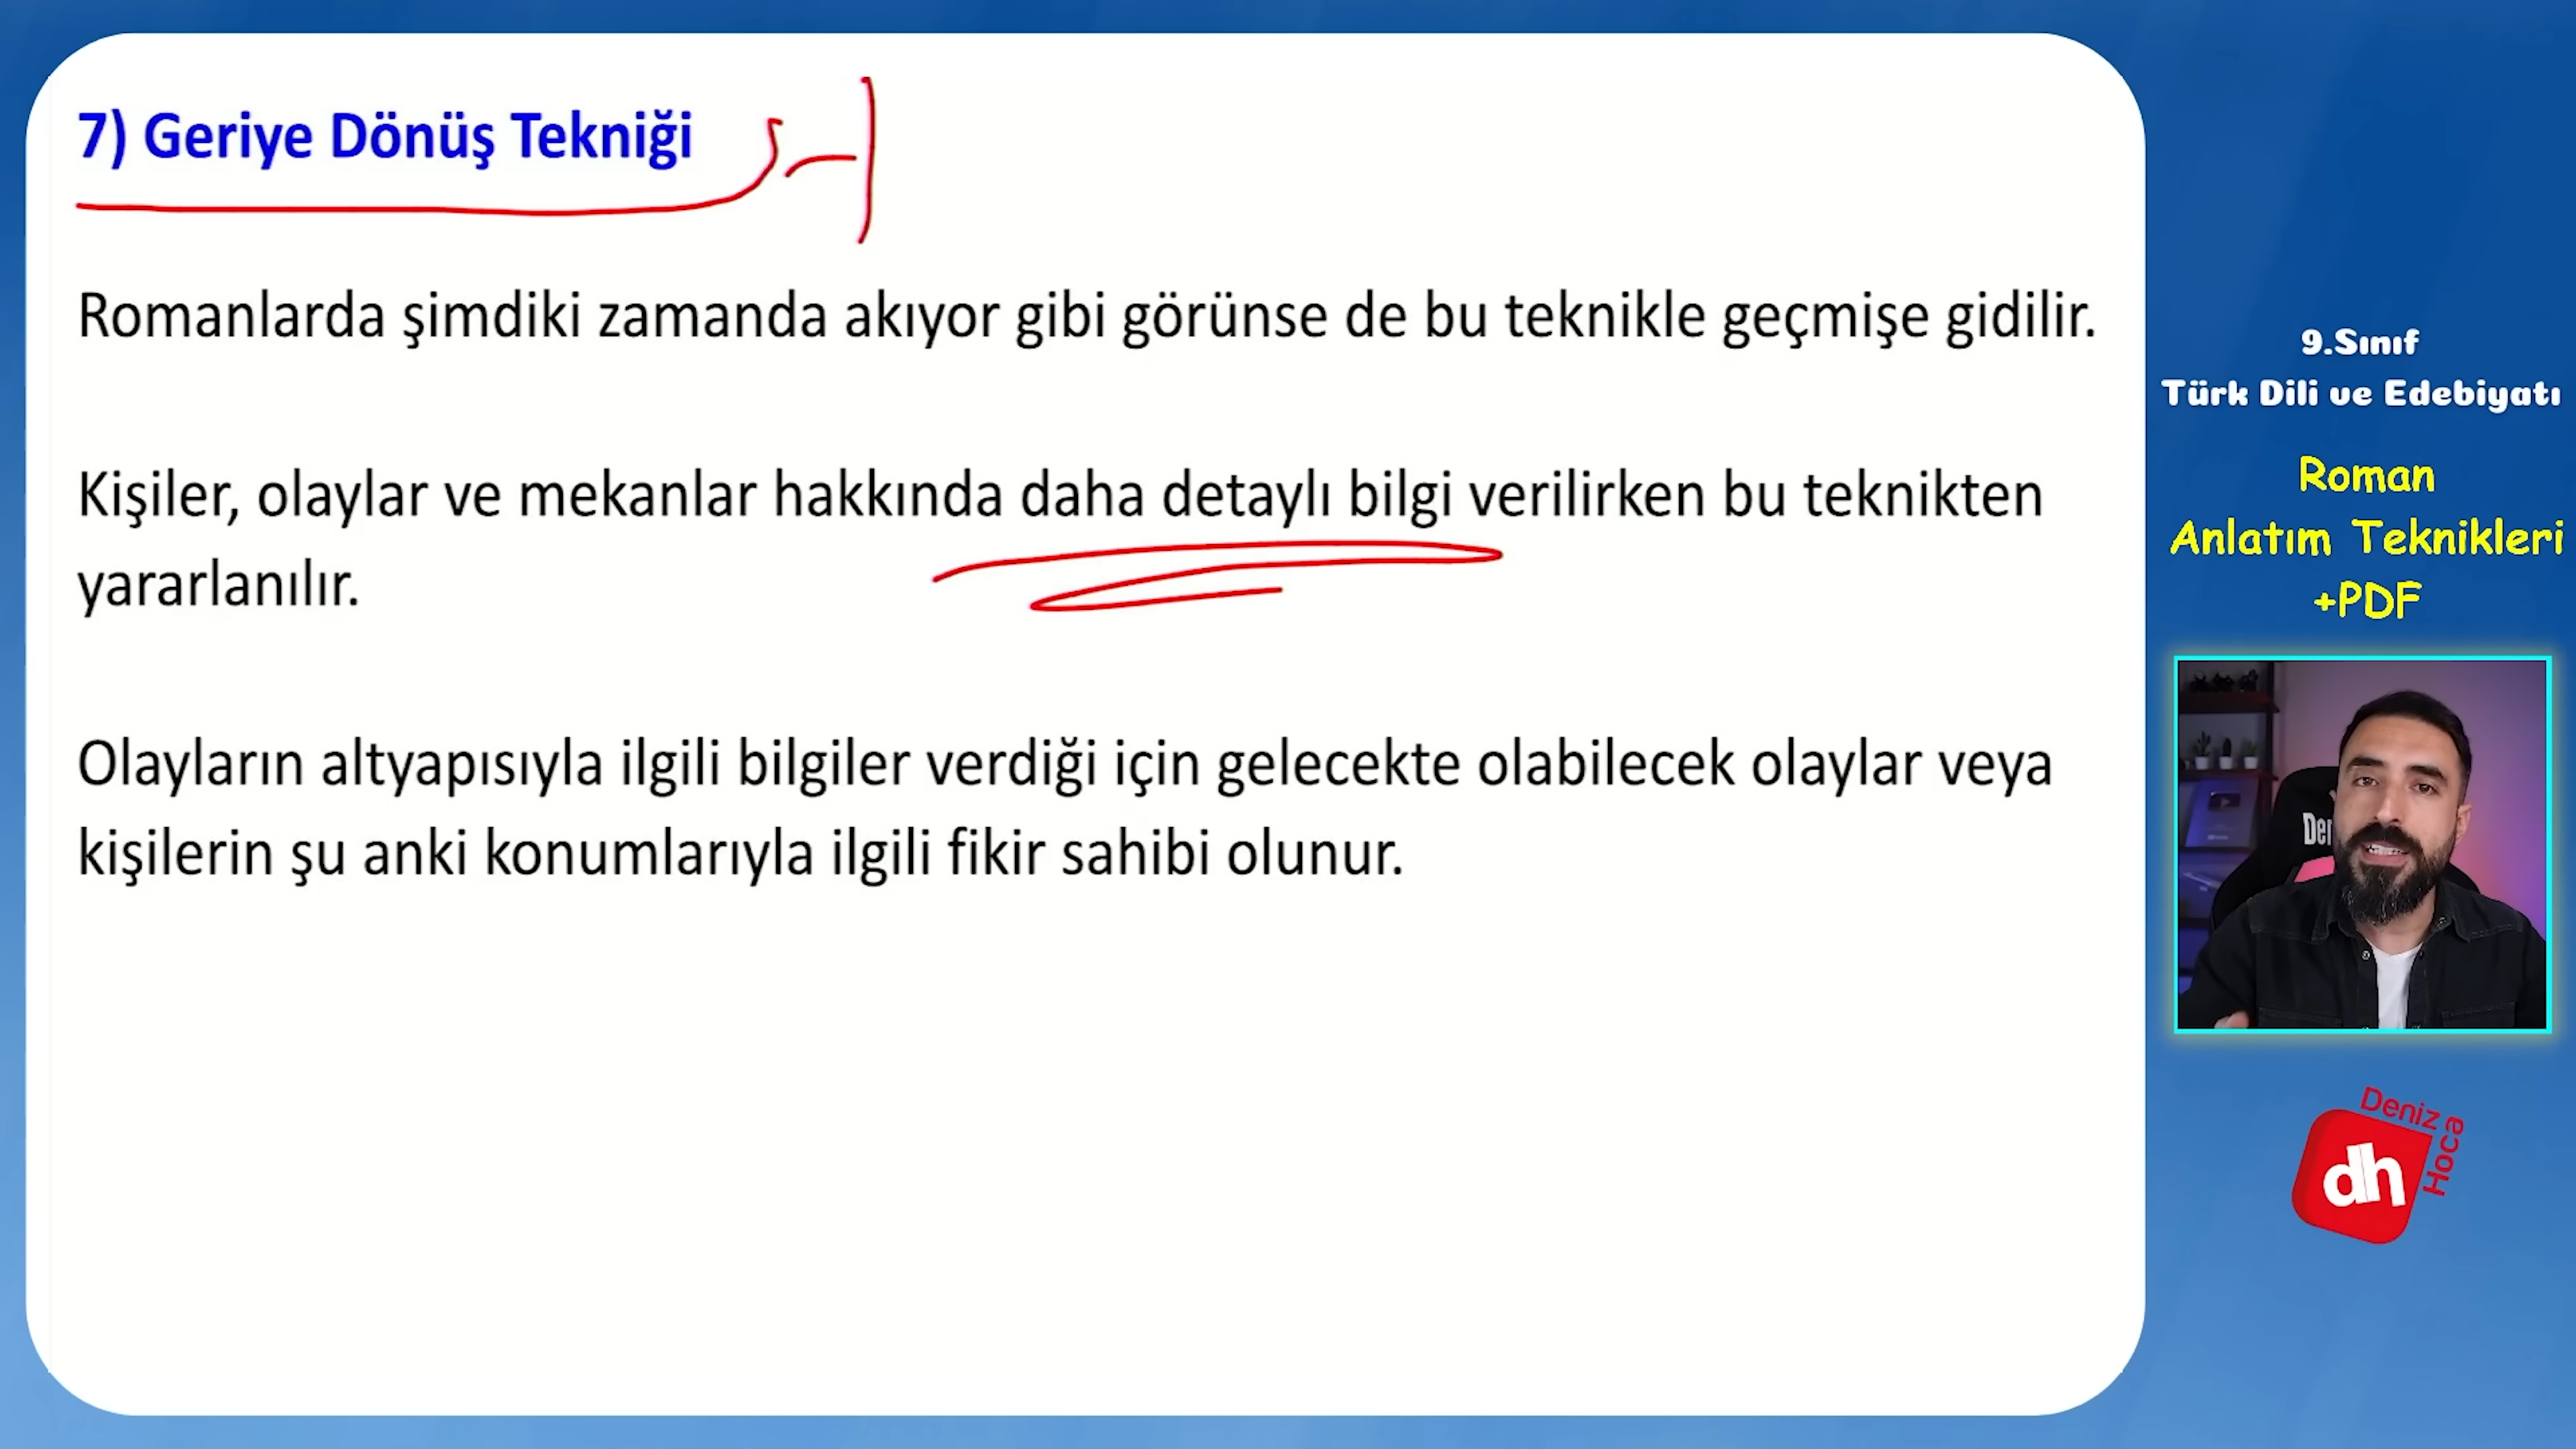 7) Geriye Dönüş Tekniği
Romanlarda şimdiki zamanda akıyor gibi görünse de bu teknikle geçmişe gidilir.
Kişiler, olaylar ve mekanlar hakkında daha detaylı bilgi verilirken bu teknikten
yararlanılır.
Olayların altyapısıyla ilgili bilgiler verdiği için gelecekte olabilecek olaylar veya
kişilerin şu anki konumlarıyla ilgili fikir sahibi olunur.
9.Sınıf
Türk Dili ve Edebiyatı
Roman
Anlatım Teknikleri
+PDF
Der
Deniz
Hoca
dh